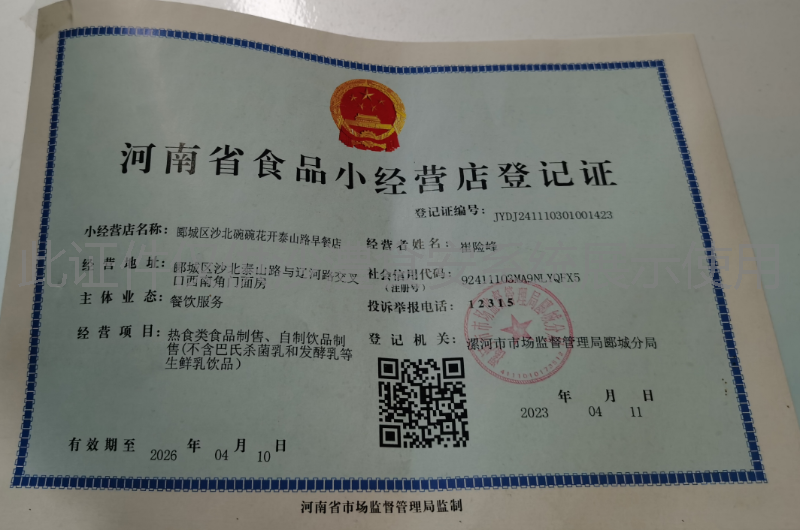 河南省食品小经营店登记证
登记证编号：JYDJ241110301001423
小经营店名称：郾城区沙北碗碗花开泰山路早餐店
经营者姓名：崔险峰
经营地址：郾城区沙北泰山路与辽河路交叉
口西南角门面房
社会信用代码：92411103MA9NLYQFX5
（注册号）
主体业态：餐饮服务
投诉举报电话：12315
经营项目：热食类食品制售、自制饮品制
售(不含巴氏杀菌乳和发酵乳等
生鲜乳饮品)
登记机关：漯河市市场监督管理局郾城分局
年 月 日
2023 04 11
有效期至 2026 年 04 月 10 日
河南省市场监督管理局监制
此证件